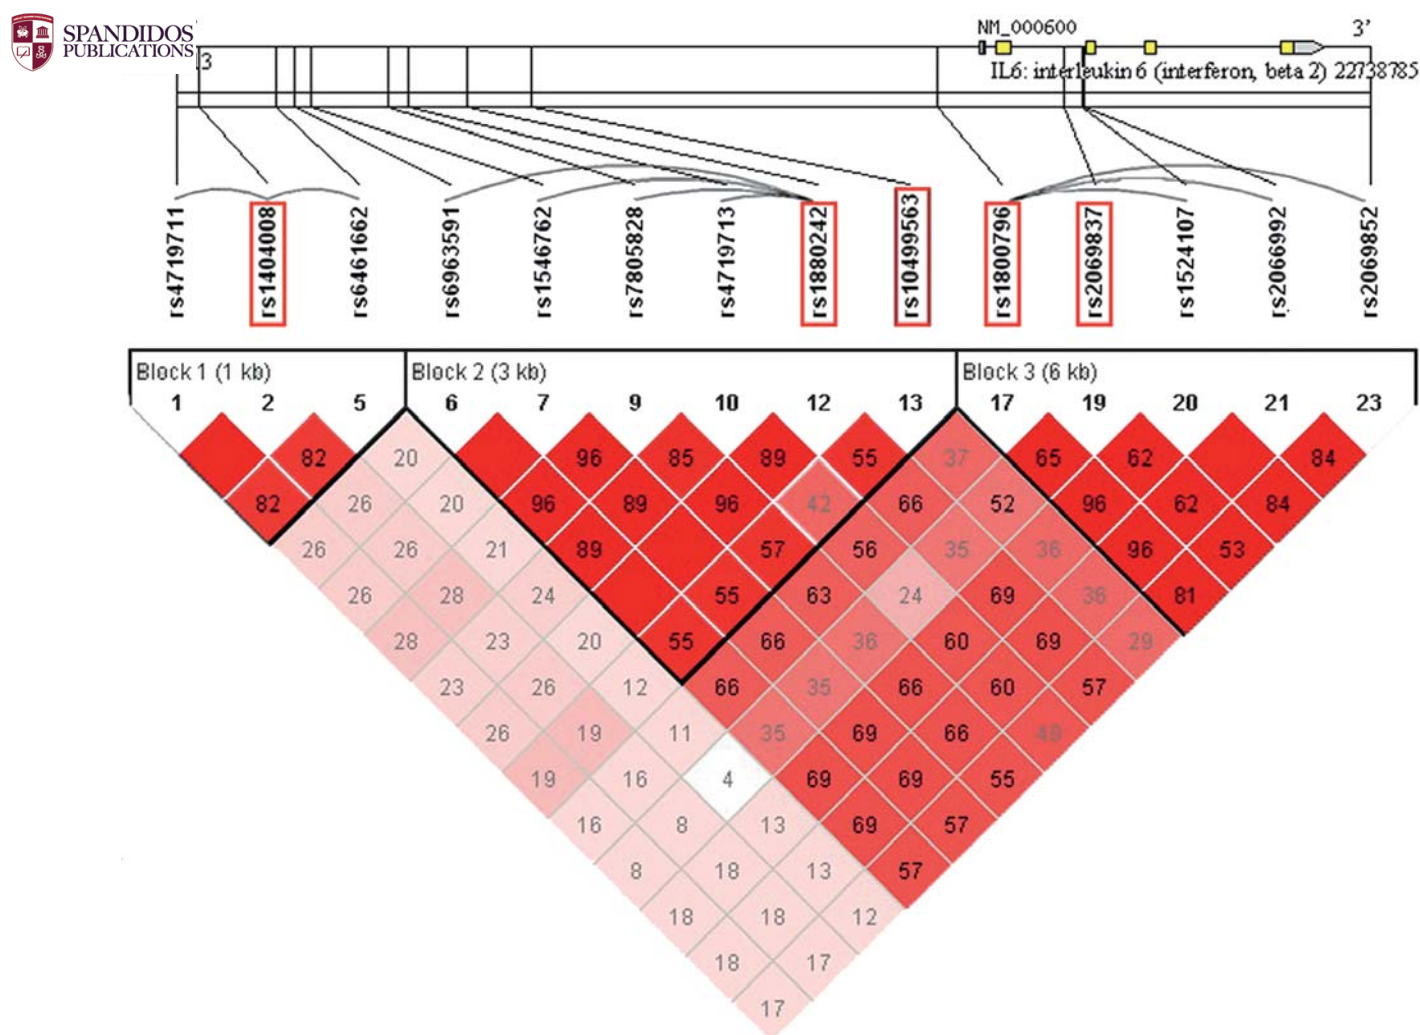 SPANDIDOS
PUBLICATIONS
NM_000600
3'
3
IL6: interleukin 6 (interferon, beta 2) 22738785
rs4719711
rs1404008
rs6461662
rs6963591
rs1546762
rs7805828
rs4719713
rs1880242
rs10499563
rs1800796
rs2069837
rs1524107
rs2066992
rs2069852
Block 1 (1 kb) Block 2 (3 kb) Block 3 (6 kb)
1 2 5 6 7 9 10 12 13 17 19 20 21 23
82 20 96 85 89 55 37 65 62 84
82 26 20 96 89 96 42 66 52 96 62 84
26 26 21 89 57 56 35 36 96 53
26 28 24 55 63 24 69 36 81
28 23 20 55 66 36 60 69 29
23 26 12 66 35 66 60 57
26 19 11 35 69 66
19 16 4 69 69 55
16 8 13 69 57
8 18 13 57
18 18 12
18 17
17